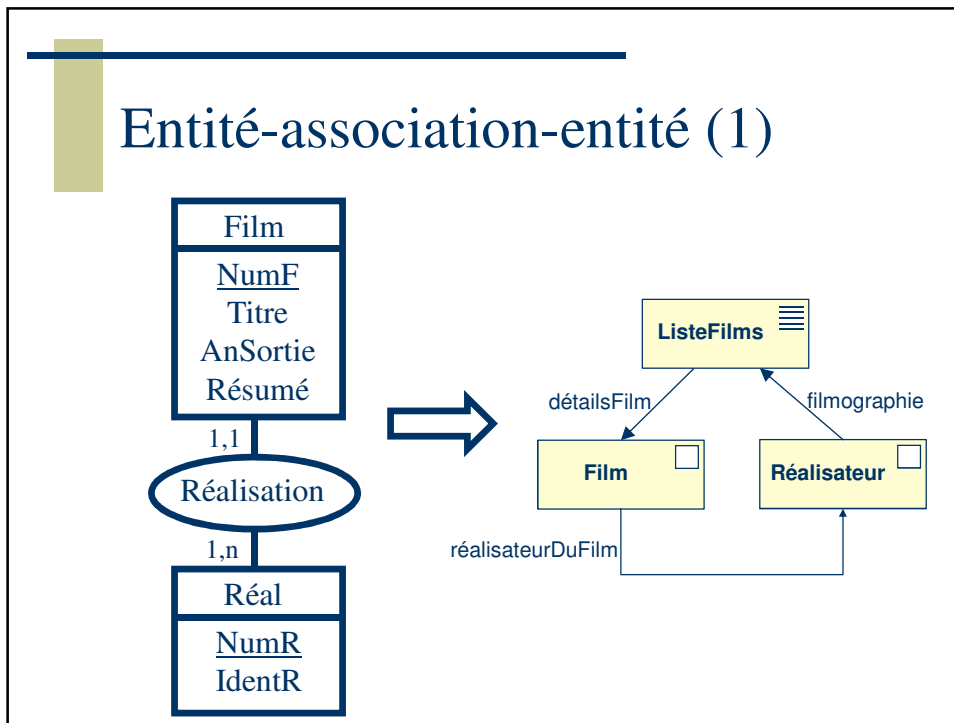 Entité-association-entité (1)
Film
NumF
Titre
AnSortie
Résumé
1,1
Réalisation
1,n
Réal
NumR
IdentR
ListeFilms
détailsFilm
filmographie
Film
Réalisateur
réalisateurDuFilm